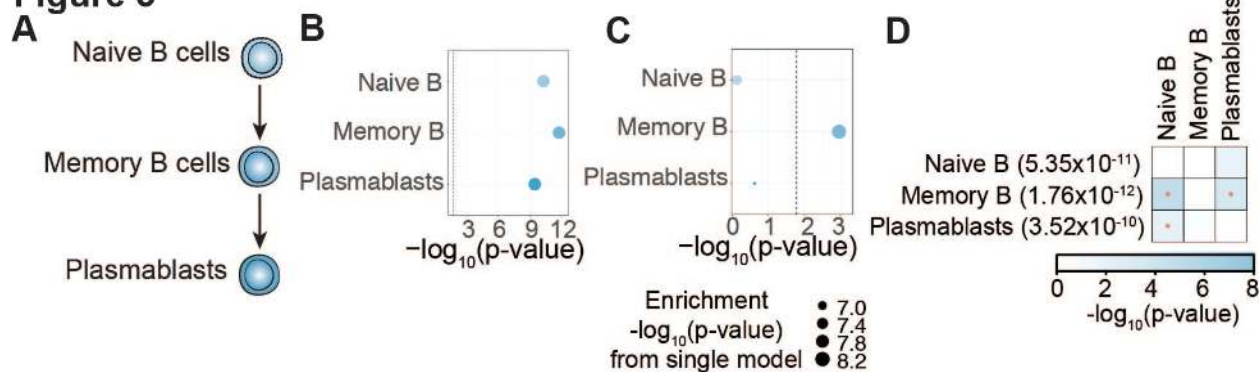 A
Naive B cells
Memory B cells
Plasmablasts
B
Naive B
Memory B
Plasmablasts
3 6 9 12
−log10(p-value)
C
Naive B
Memory B
Plasmablasts
0 1 2 3
−log10(p-value)
Enrichment
-log10(p-value)
from single model
7.0
7.4
7.8
8.2
D
Naive B
Memory B
Plasmablasts
Naive B (5.35x10-11)
Memory B (1.76x10-12)
Plasmablasts (3.52x10-10)
0 2 4 6 8
-log10(p-value)